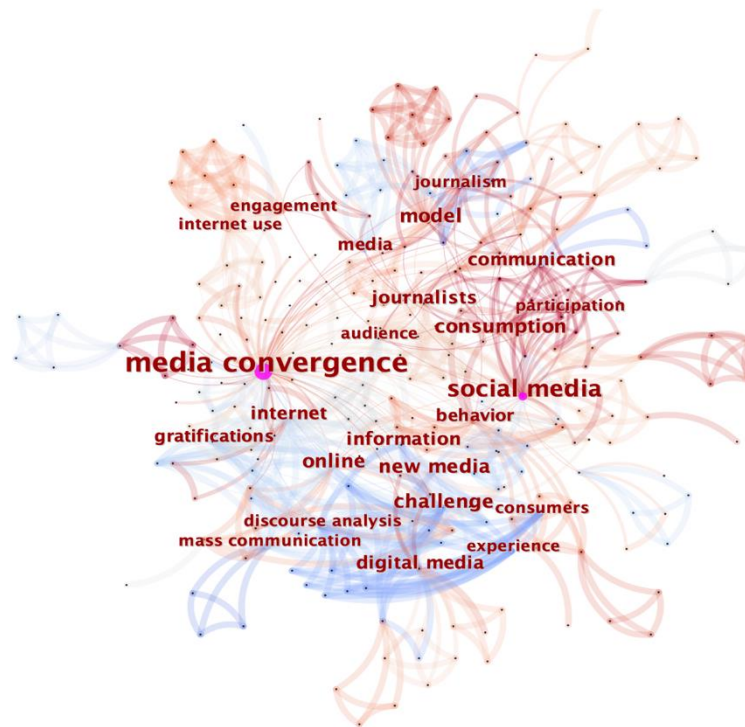 journalism
engagement
model
internet use
media
communication
journalists
participation
audience
consumption
media convergence
social media
internet
behavior
gratifications
information
online
new media
challenge
consumers
discourse analysis
mass communication
experience
digital media